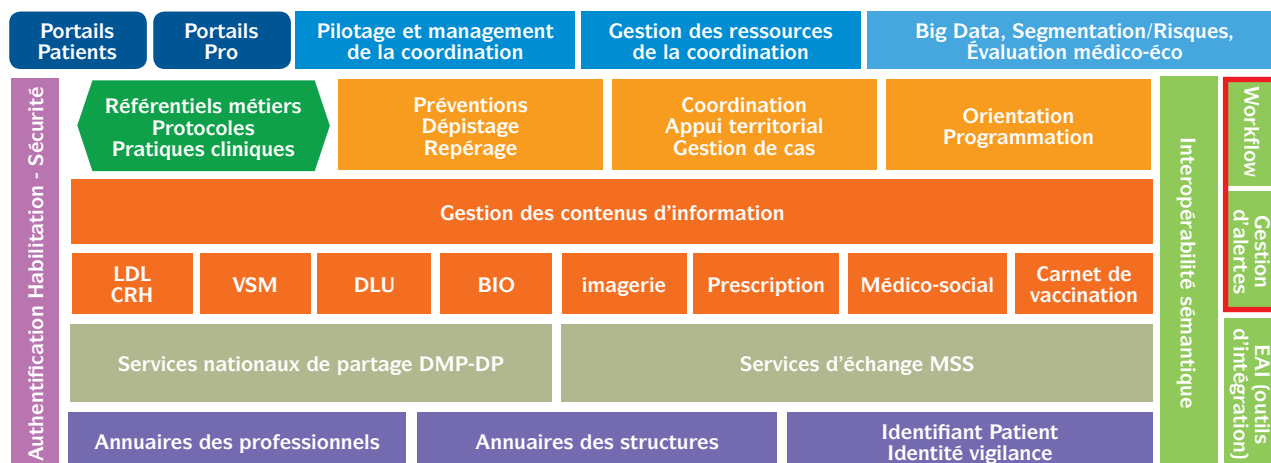 Portails
Patients
Portails
Pro
Pilotage et management
de la coordination
Gestion des ressources
de la coordination
Big Data, Segmentation/Risques,
Évaluation médico-éco
Authentification Habilitation - Sécurité
Référentiels métiers
Protocoles
Pratiques cliniques
Préventions
Dépistage
Repérage
Coordination
Appui territorial
Gestion de cas
Orientation
Programmation
Interopérabilité sémantique
Workflow
Gestion
d'alertes
EAI (outils
d'intégration)
Gestion des contenus d'information
LDL
CRH
VSM
DLU
BIO
imagerie
Prescription
Médico-social
Carnet de
vaccination
Services nationaux de partage DMP-DP
Services d'échange MSS
Annuaires des professionnels
Annuaires des structures
Identifiant Patient
Identité vigilance